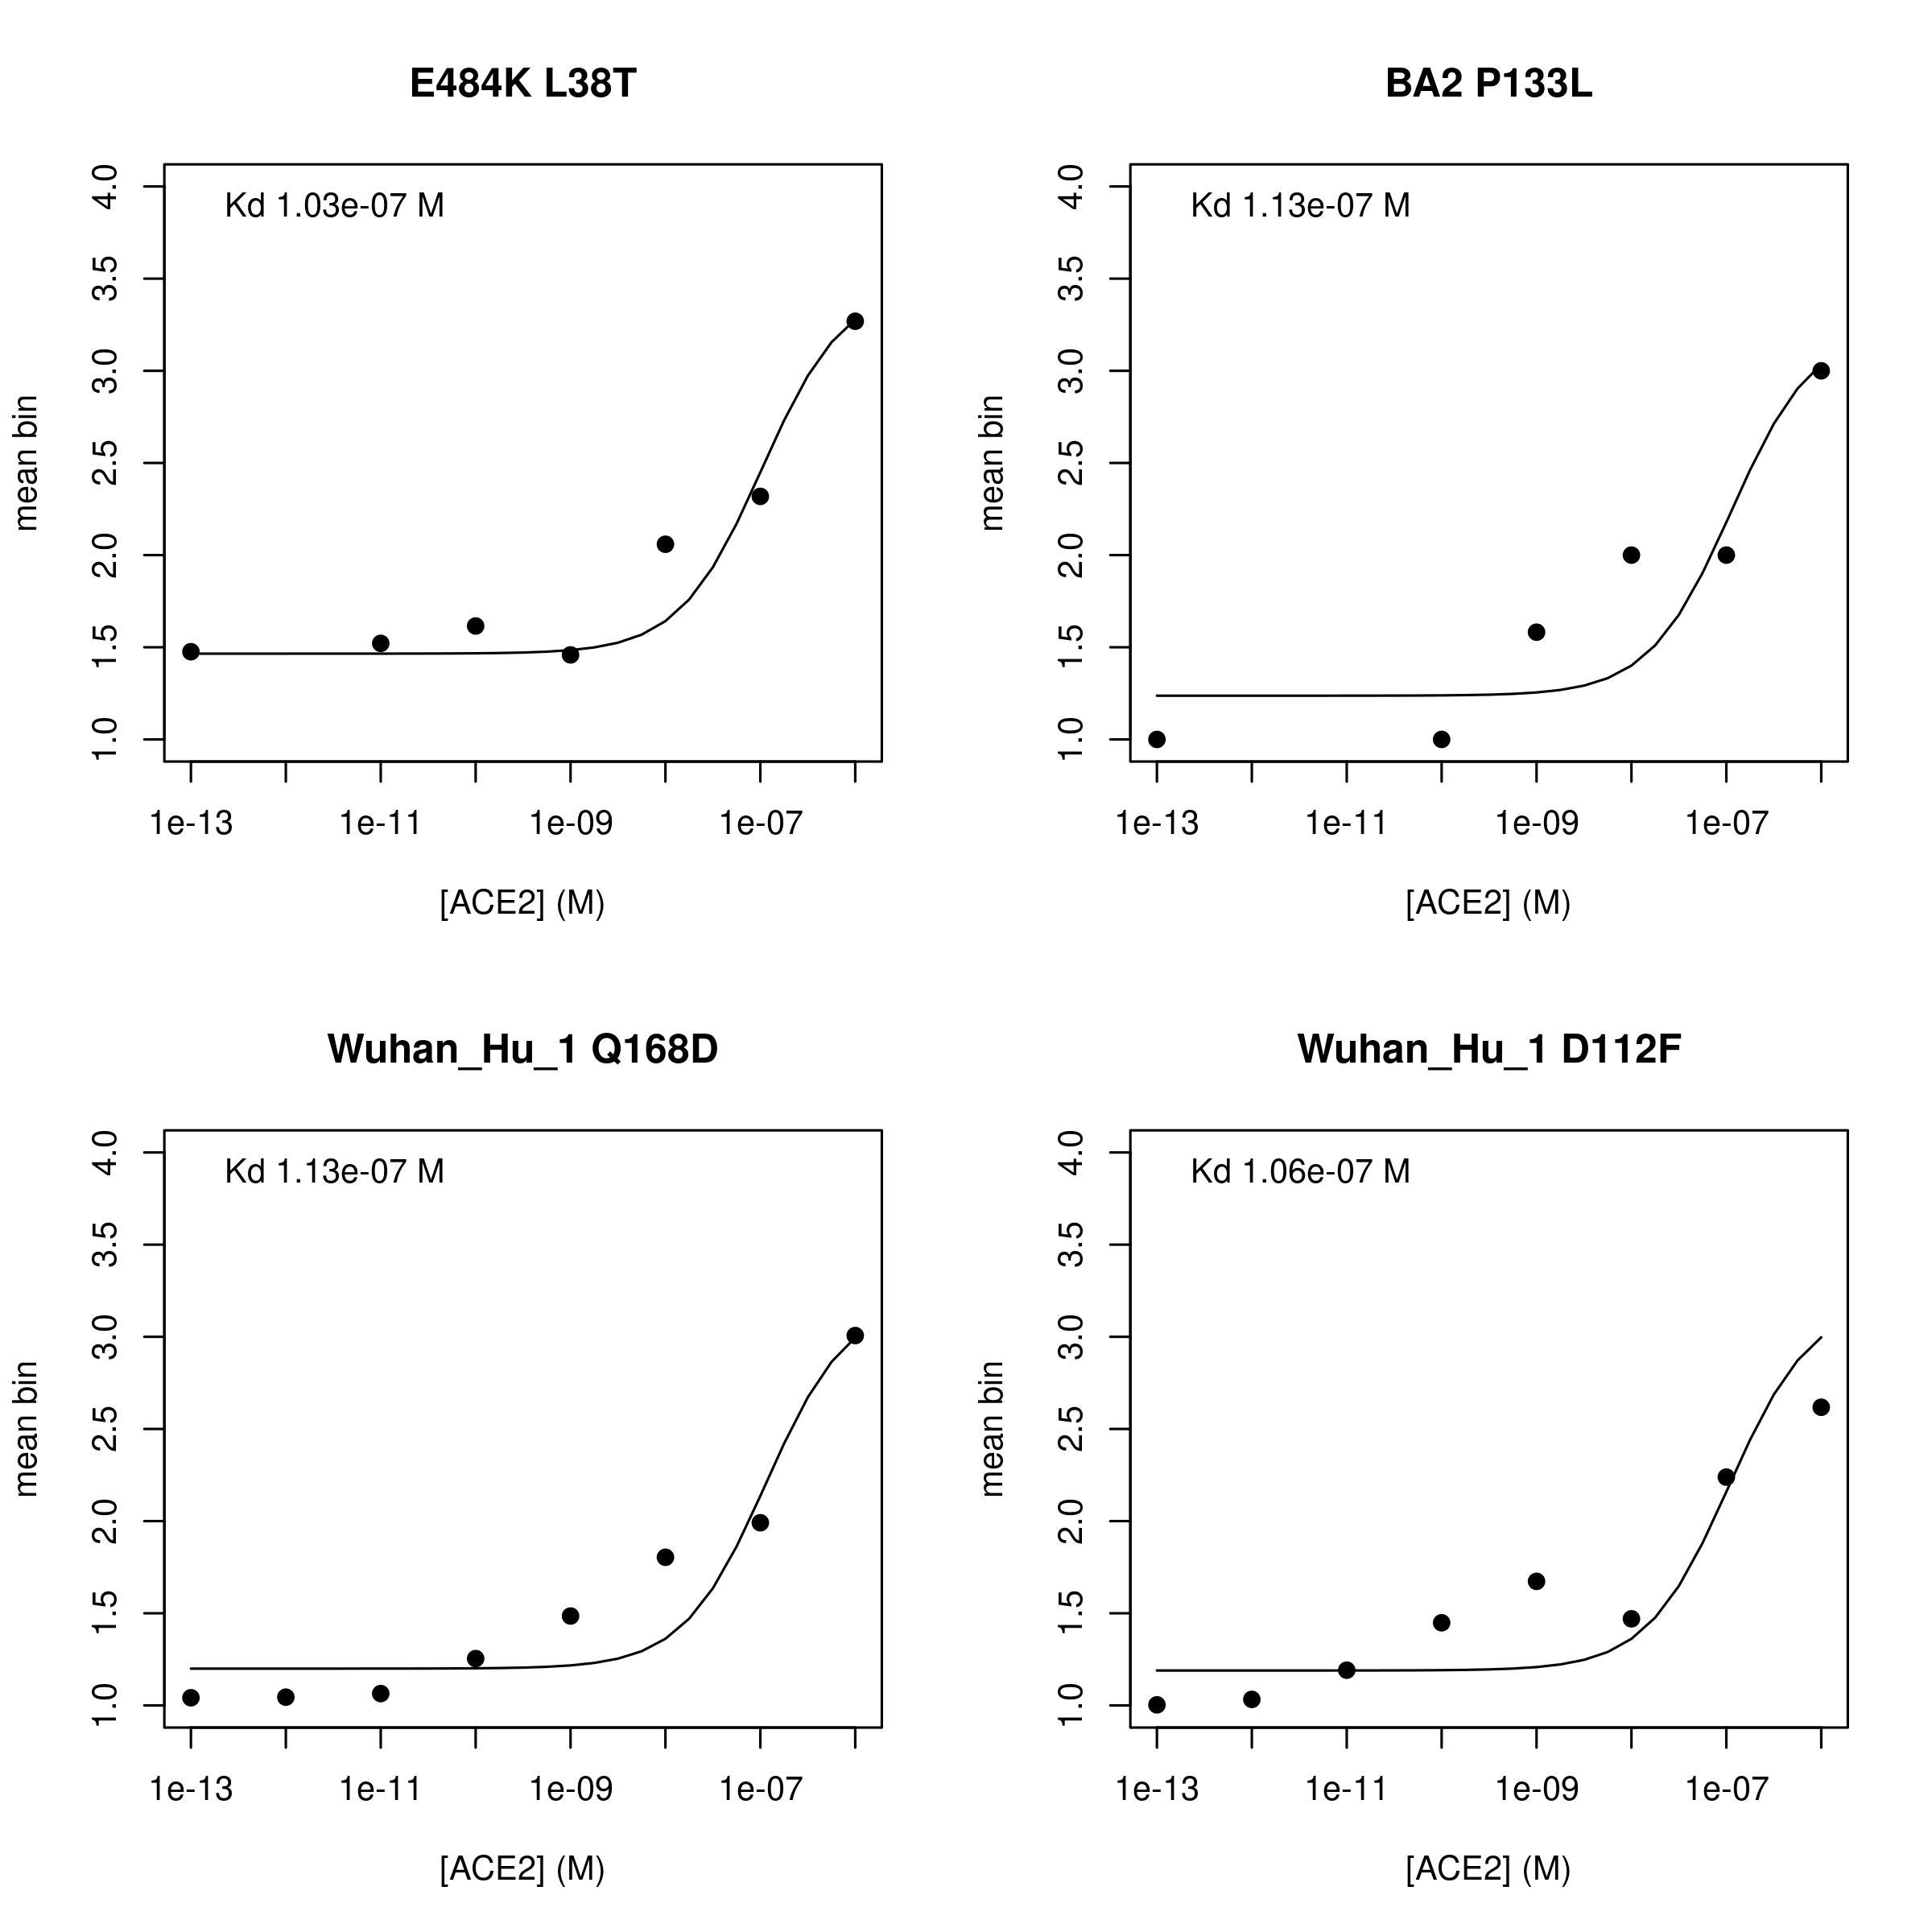 E484K L38T
Kd 1.03e-07 M
mean bin
4.0
3.5
3.0
2.5
2.0
1.5
1.0
1e-13 1e-11 1e-09 1e-07
[ACE2] (M)
BA2 P133L
Kd 1.13e-07 M
mean bin
4.0
3.5
3.0
2.5
2.0
1.5
1.0
1e-13 1e-11 1e-09 1e-07
[ACE2] (M)
Wuhan_Hu_1 Q168D
Kd 1.13e-07 M
mean bin
4.0
3.5
3.0
2.5
2.0
1.5
1.0
1e-13 1e-11 1e-09 1e-07
[ACE2] (M)
Wuhan_Hu_1 D112F
Kd 1.06e-07 M
mean bin
4.0
3.5
3.0
2.5
2.0
1.5
1.0
1e-13 1e-11 1e-09 1e-07
[ACE2] (M)